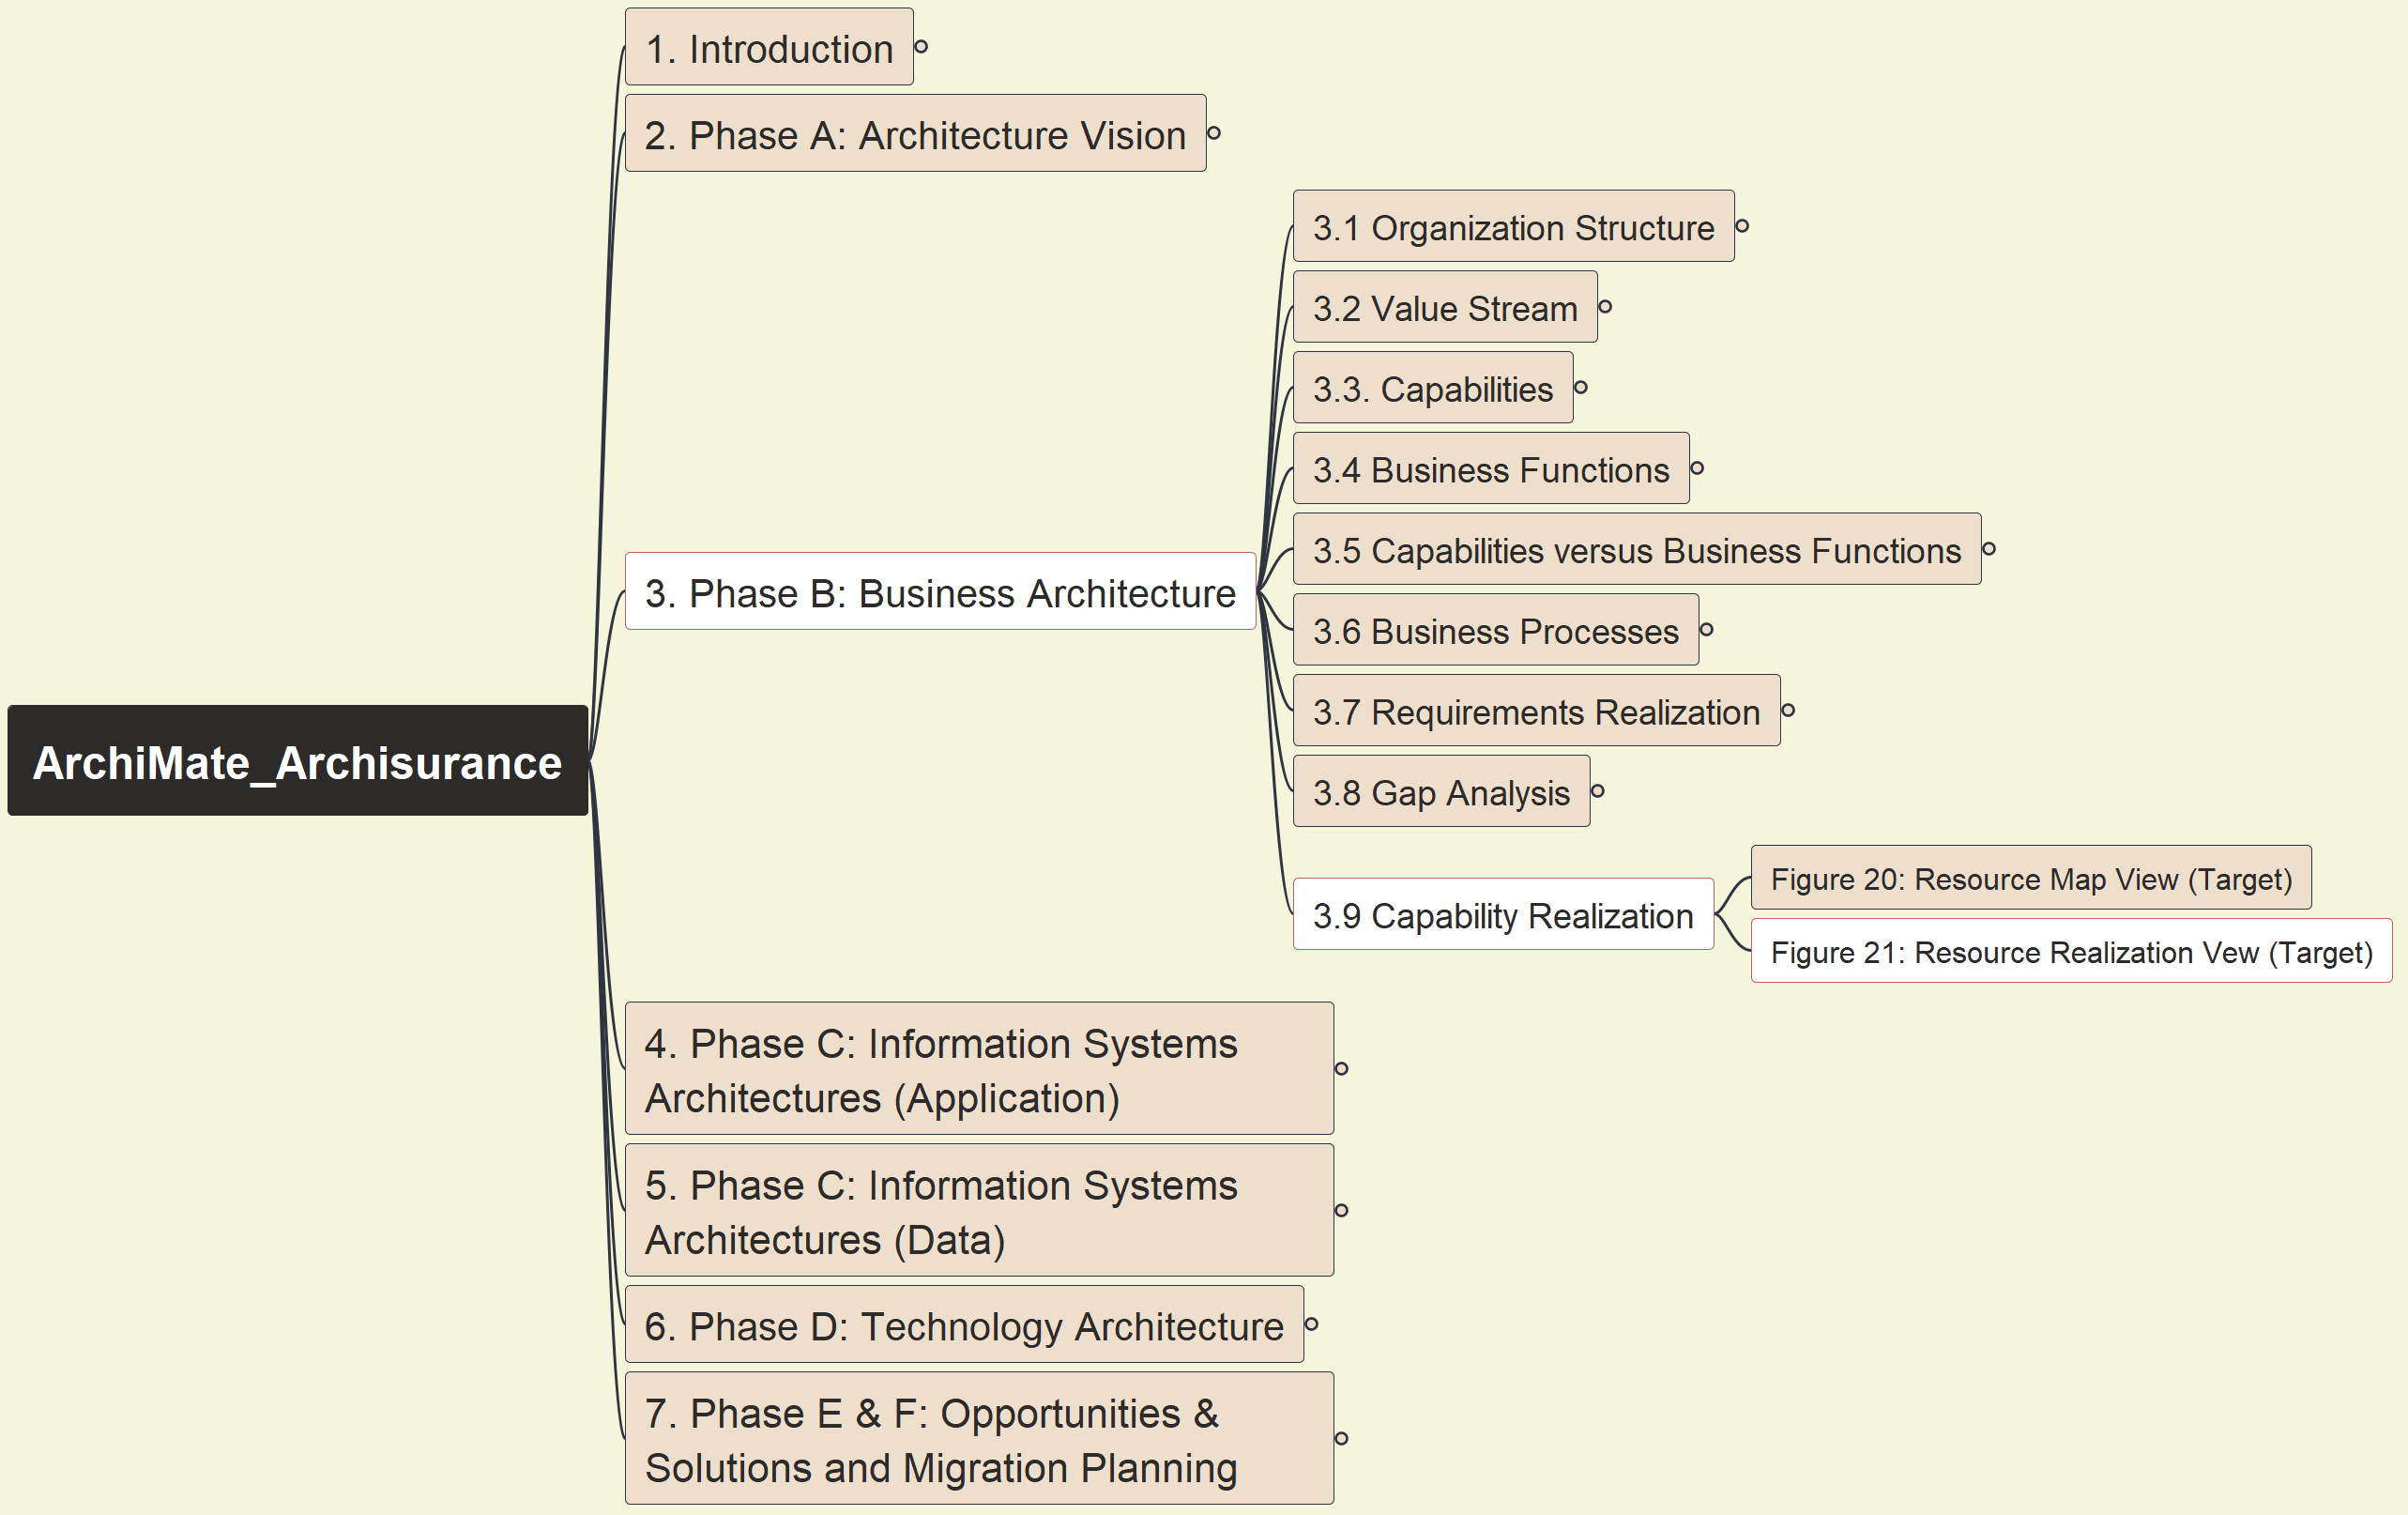 1. Introduction
2. Phase A: Architecture Vision
3.1 Organization Structure
3.2 Value Stream
3.3. Capabilities
3.4 Business Functions
3.5 Capabilities versus Business Functions
3. Phase B: Business Architecture
3.6 Business Processes
3.7 Requirements Realization
ArchiMate_Archisurance
3.8 Gap Analysis
3.9 Capability Realization
Figure 20: Resource Map View (Target)
Figure 21: Resource Realization Vew (Target)
4. Phase C: Information Systems
Architectures (Application)
5. Phase C: Information Systems
Architectures (Data)
6. Phase D: Technology Architecture
7. Phase E & F: Opportunities &
Solutions and Migration Planning